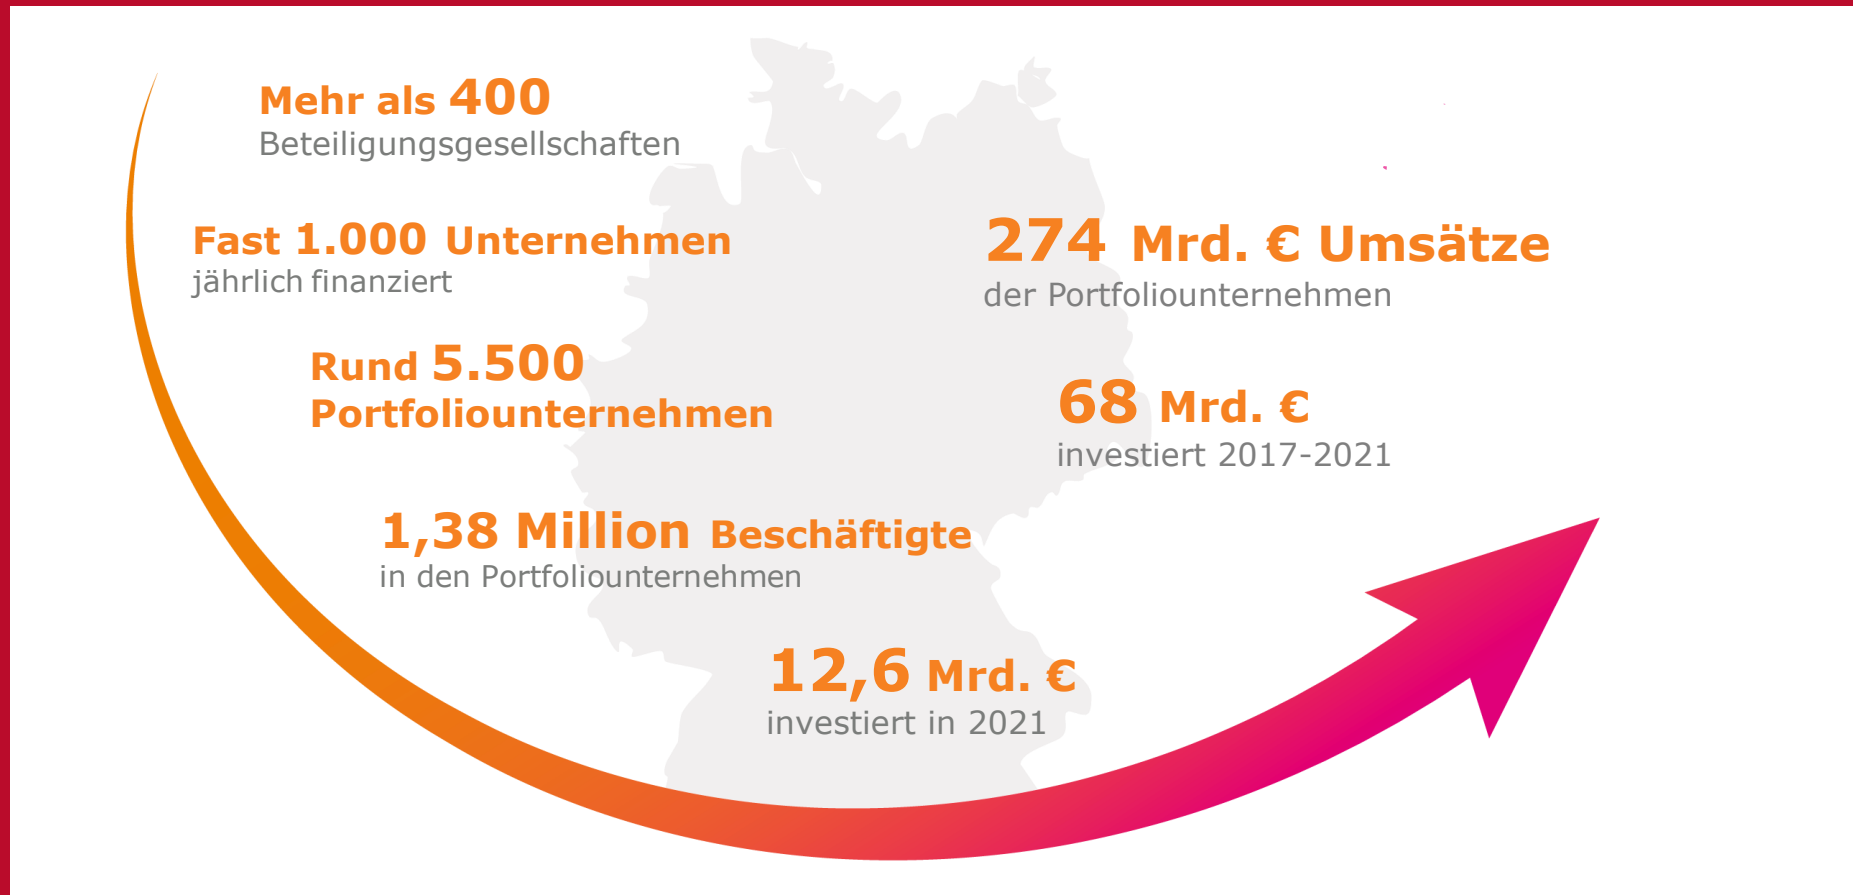 Mehr als 400
Beteiligungsgesellschaften
Fast 1.000 Unternehmen
jährlich finanziert
Rund 5.500
Portfoliounternehmen
1,38 Million Beschäftigte
in den Portfoliounternehmen
12,6 Mrd. €
investiert in 2021
274 Mrd. € Umsätze
der Portfoliounternehmen
68 Mrd. €
investiert 2017-2021